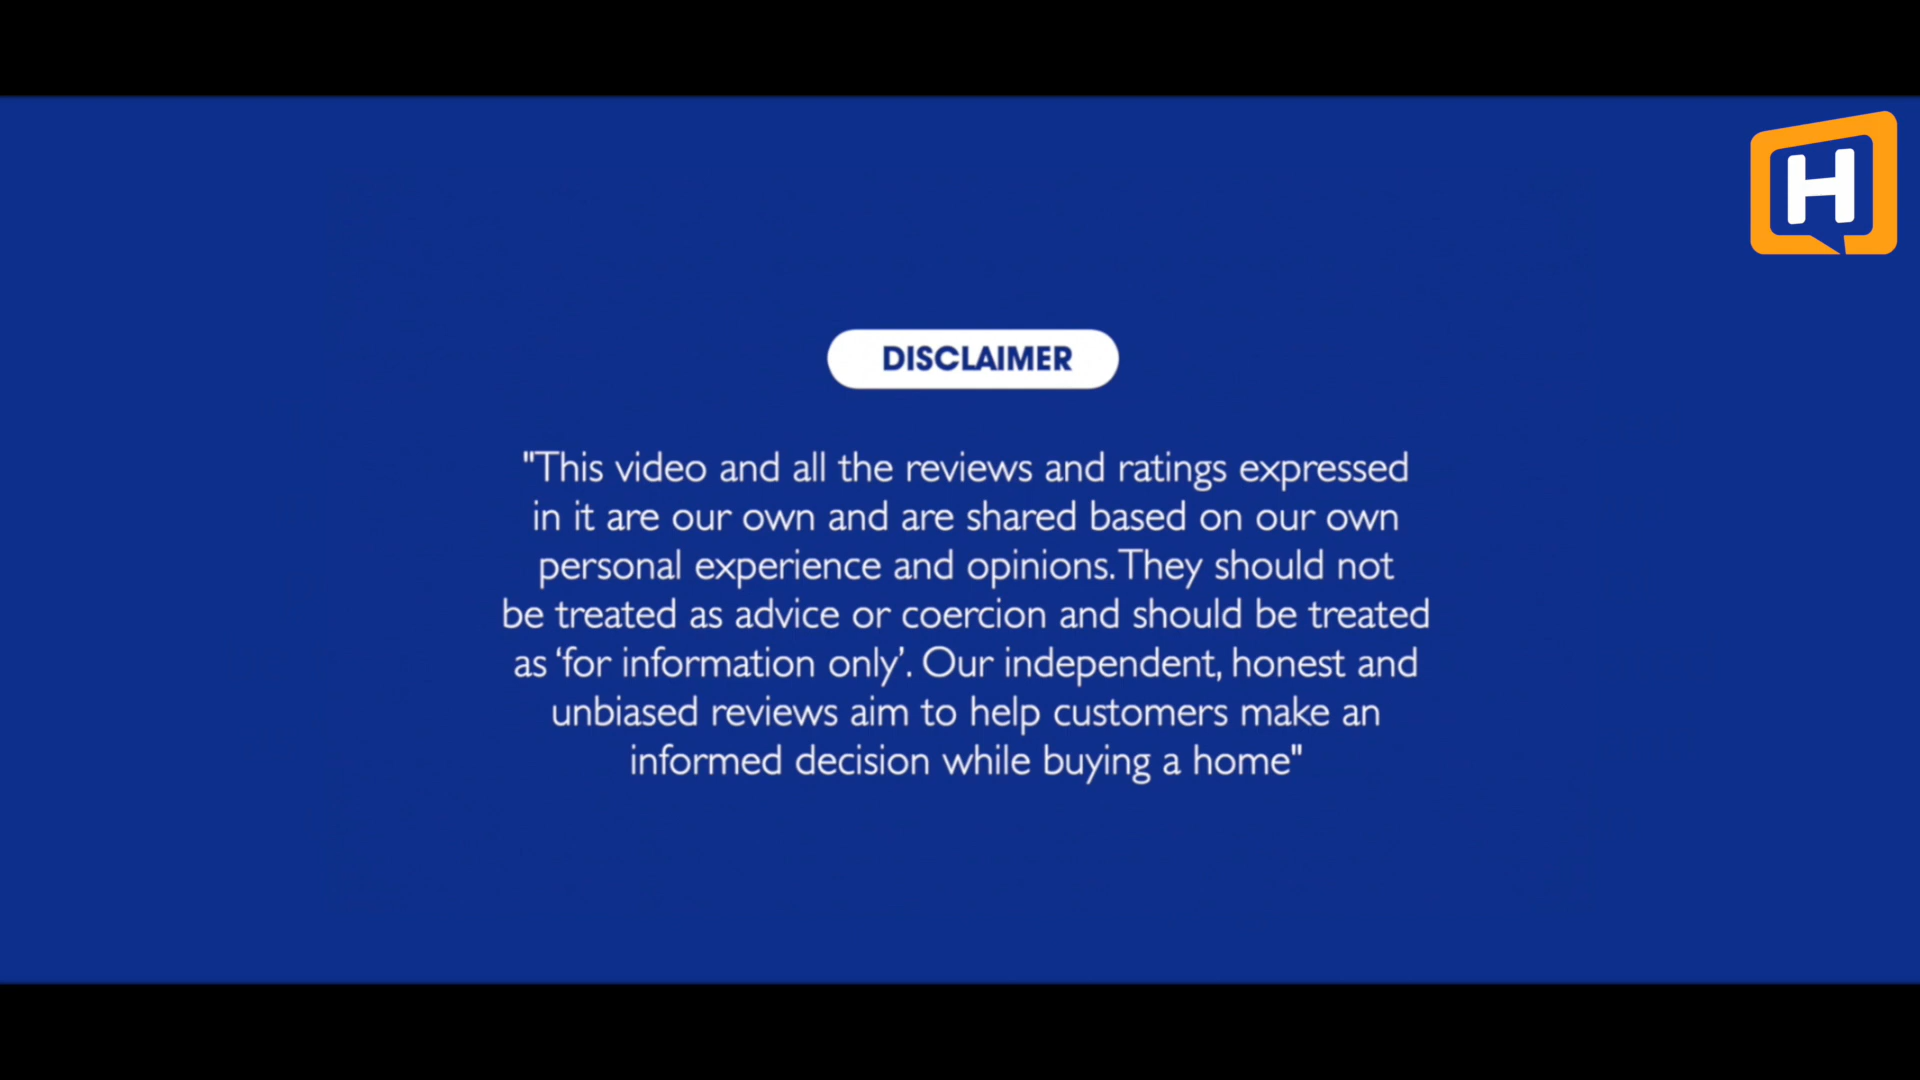 H
DISCLAIMER
"This video and all the reviews and ratings expressed
in it are our own and are shared based on our own
personal experience and opinions. They should not
be treated as advice or coercion and should be treated
as ‘for information only’. Our independent, honest and
unbiased reviews aim to help customers make an
informed decision while buying a home"